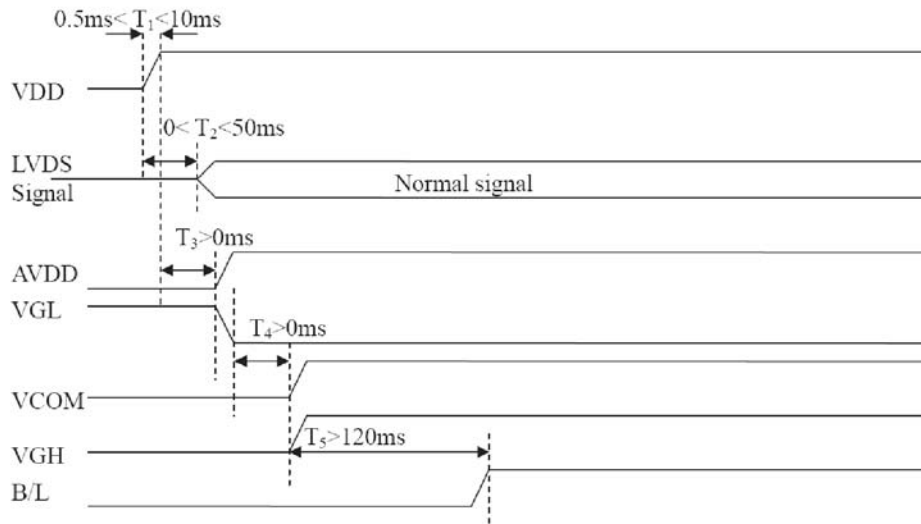 0.5ms< T₁<10ms
VDD
0< T₂<50ms
LVDS
Signal
Normal signal
T₃>0ms
AVDD
VGL
T₄>0ms
VCOM
T₅>120ms
VGH
B/L